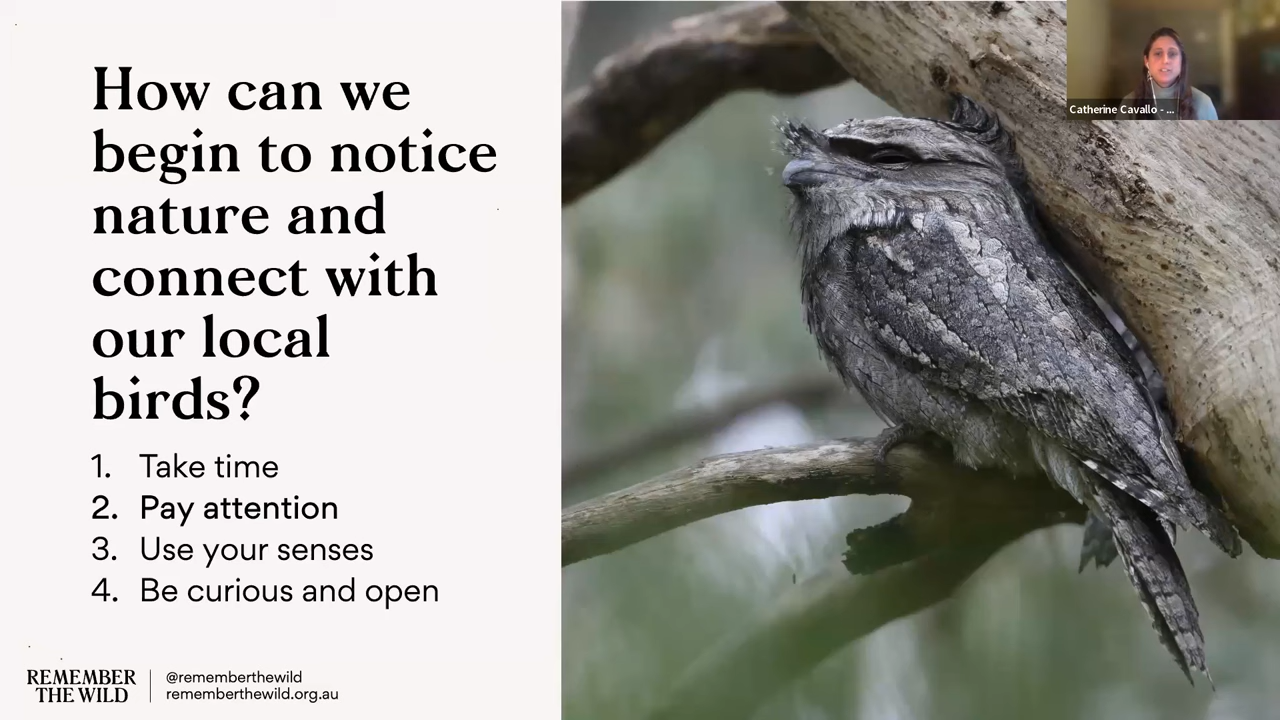 How can we
begin to notice
nature and
connect with
our local
birds?
1. Take time
2. Pay attention
3. Use your senses
4. Be curious and open
REMEMBER
THE WILD
@rememberthewild
rememberthewild.org.au
Catherine Cavallo - ...